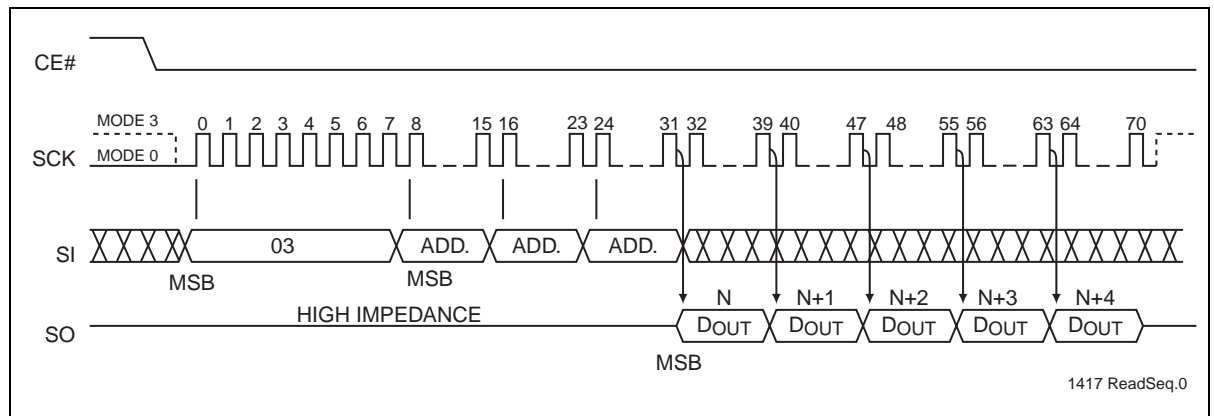 CE#
MODE 3
0 1 2 3 4 5 6 7 8 15 16 23 24 31 32 39 40 47 48 55 56 63 64 70
SCK MODE 0
SI 03 ADD. ADD. ADD.
MSB MSB
N N+1 N+2 N+3 N+4
HIGH IMPEDANCE
SO DOUT DOUT DOUT DOUT DOUT
MSB
1417 ReadSeq.0